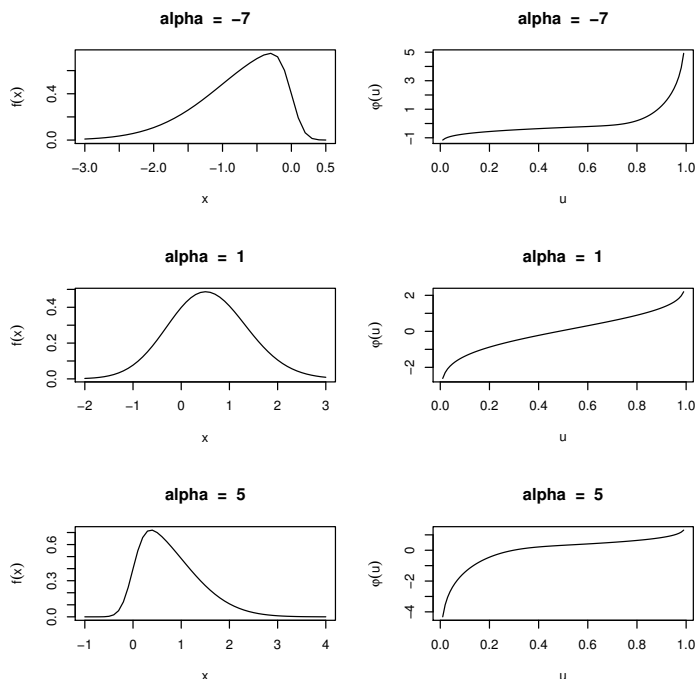 alpha = −7
f(x)
0.0 0.4
−3.0 −2.0 −1.0 0.0 0.5
x
alpha = −7
φ(u)
−1 1 3 5
0.0 0.2 0.4 0.6 0.8 1.0
u
alpha = 1
f(x)
0.0 0.2 0.4
−2 −1 0 1 2 3
x
alpha = 1
φ(u)
−2 0 2
0.0 0.2 0.4 0.6 0.8 1.0
u
alpha = 5
f(x)
0.0 0.3 0.6
−1 0 1 2 3 4
x
alpha = 5
φ(u)
−4 −2 0
0.0 0.2 0.4 0.6 0.8 1.0
u